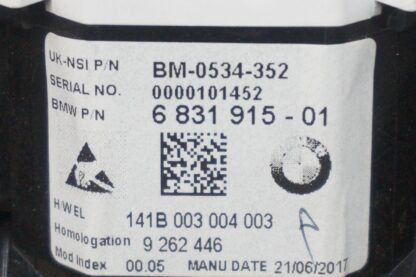 UK-NSI P/N BM-0534-352
SERIAL NO. 0000101452
BMW P/N 6 831 915 - 01
H/WEL 141B 003 004 003
Homologation 9 262 446
Mod Index 00.05 MANU DATE 21/06/2017